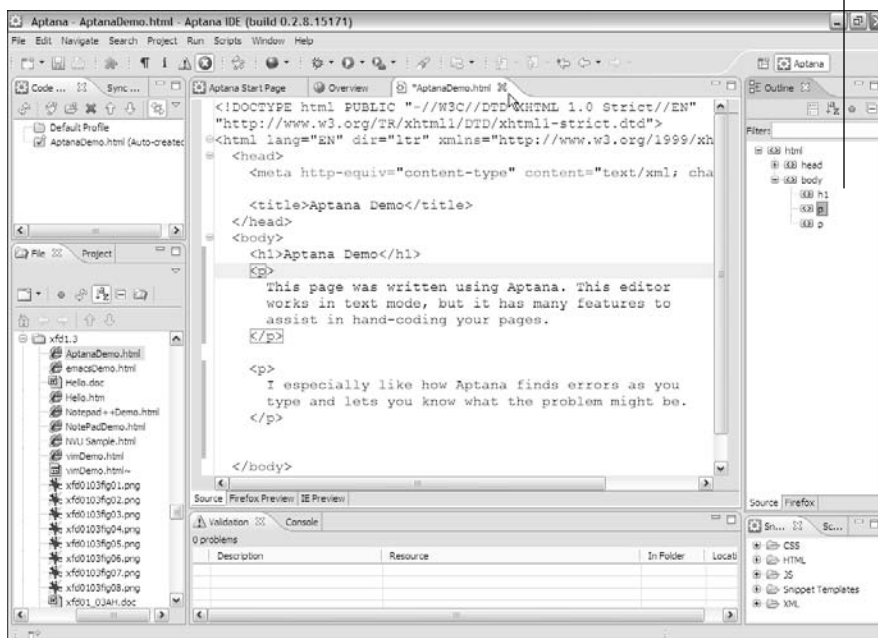 Aptana - AptanaDemo.html - Aptana IDE (build 0.2.8.15171)
File Edit Navigate Search Project Run Scripts Window Help
Aptana
Code ... Sync ...
Default Profile
AptanaDemo.html (Auto-created
File Project
xfd1.3
AptanaDemo.html
emacsDemo.html
Hello.doc
Hello.htm
Notepad++Demo.html
NotePadDemo.html
NVU Sample.html
vimDemo.html
vimDemo.html~
xfd0103fig01.png
xfd0103fig02.png
xfd0103fig03.png
xfd0103fig04.png
xfd0103fig05.png
xfd0103fig06.png
xfd0103fig07.png
xfd0103fig08.png
xfd01_03AH.doc
Aptana Start Page Overview *AptanaDemo.html
<!DOCTYPE html PUBLIC "-//W3C//DTD XHTML 1.0 Strict//EN"
"http://www.w3.org/TR/xhtml1/DTD/xhtml1-strict.dtd">
<html lang="EN" dir="ltr" xmlns="http://www.w3.org/1999/xh
<head>
<meta http-equiv="content-type" content="text/xml; cha
<title>Aptana Demo</title>
</head>
<body>
<h1>Aptana Demo</h1>
<p>
This page was written using Aptana. This editor
works in text mode, but it has many features to
assist in hand-coding your pages.
</p>
<p>
I especially like how Aptana finds errors as you
type and lets you know what the problem might be.
</p>
</body>
Source Firefox Preview IE Preview
Validation Console
0 problems
Description Resource In Folder Locati
Outline
Filter:
html
head
body
h1
p
p
Source Firefox
Sn... Sc...
CSS
HTML
JS
Snippet Templates
XML